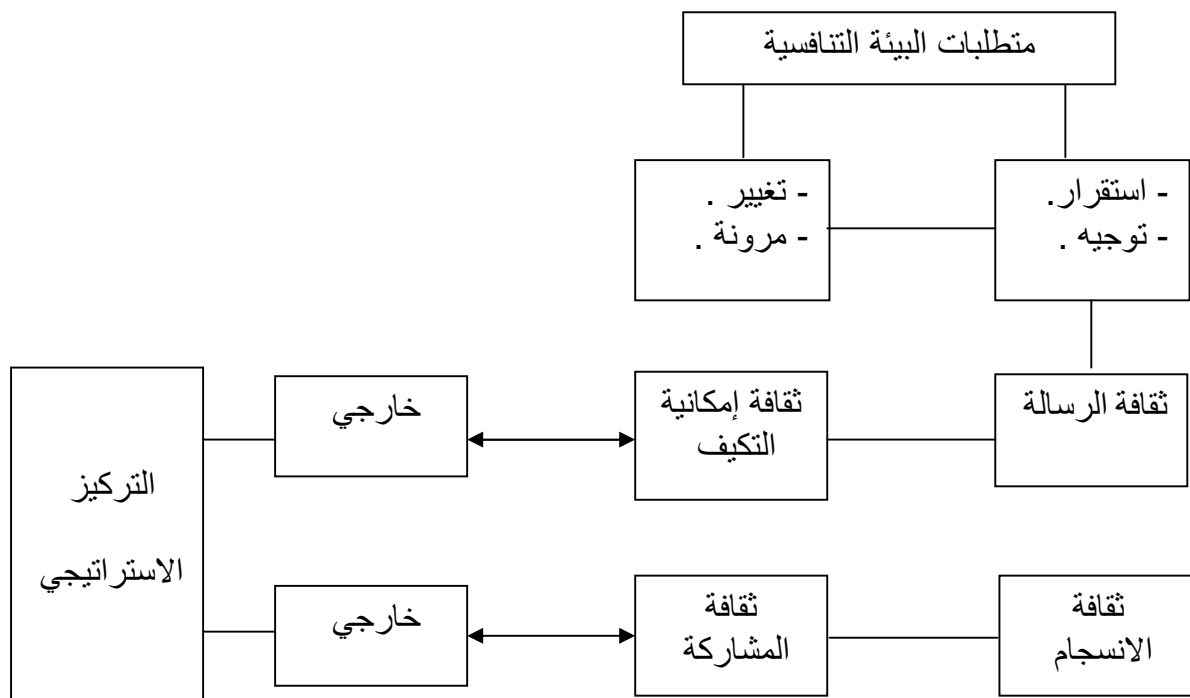 متطلبات البيئة التنافسية
- استقرار.
- توجيه .
- تغيير .
- مرونة .
ثقافة الرسالة
ثقافة إمكانية
التكيف
خارجي
التركيز
الاستراتيجي
ثقافة
الانسجام
ثقافة
المشاركة
خارجي